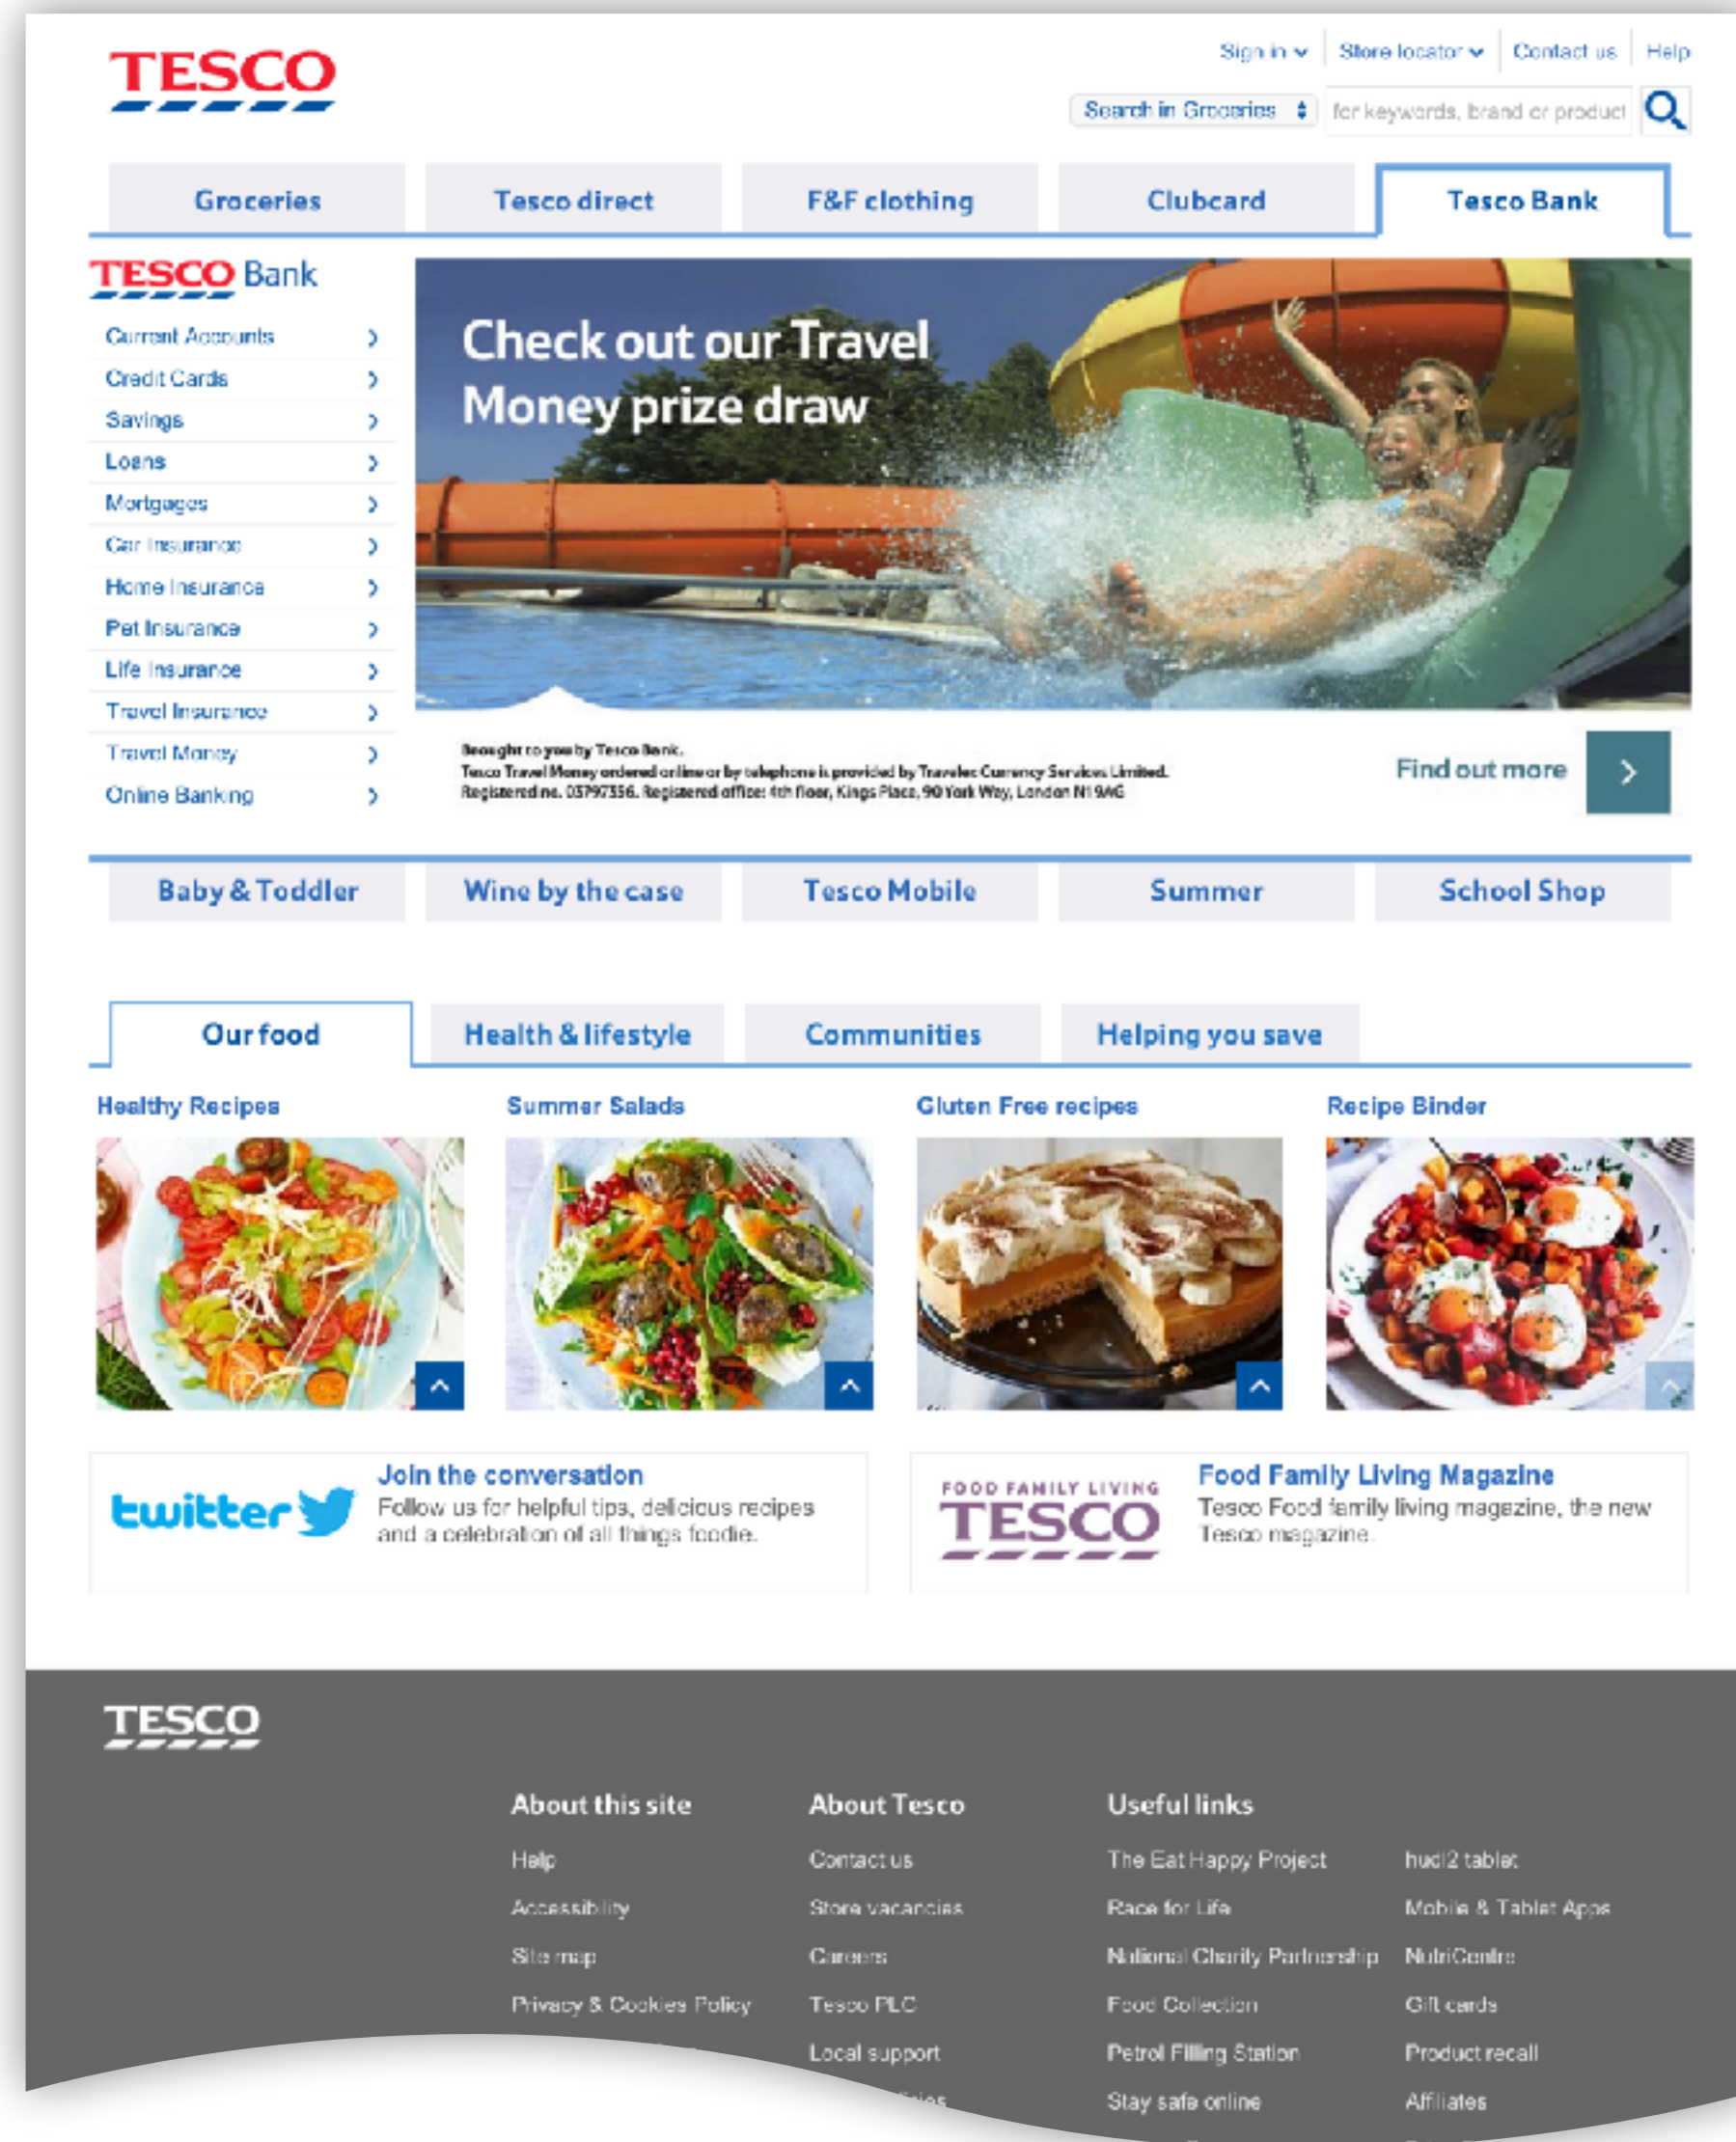 TESCO
Sign in
Store locator
Contact us
Help
Search in Groceries
for keywords, brand or product
Groceries
Tesco direct
F&F clothing
Clubcard
Tesco Bank
TESCO Bank
Current Accounts
Credit Cards
Savings
Loans
Mortgages
Car Insurance
Home Insurance
Pet Insurance
Life Insurance
Travel Insurance
Travel Money
Online Banking
Check out our Travel
Money prize draw
Brought to you by Tesco Bank.
Tesco Travel Money ordered online or by telephone is provided by Travelex Currency Services Limited.
Registered no. 03797356. Registered office: 4th floor, Kings Place, 90 York Way, London N1 9AG
Find out more
Baby & Toddler
Wine by the case
Tesco Mobile
Summer
School Shop
Our food
Health & lifestyle
Communities
Helping you save
Healthy Recipes
Summer Salads
Gluten Free recipes
Recipe Binder
twitter
Join the conversation
Follow us for helpful tips, delicious recipes
and a celebration of all things foodie.
FOOD FAMILY LIVING
TESCO
Food Family Living Magazine
Tesco Food family living magazine, the new
Tesco magazine.
TESCO
About this site
Help
Accessibility
Site map
Privacy & Cookies Policy
About Tesco
Contact us
Store vacancies
Careers
Tesco PLC
Local support
Useful links
The Eat Happy Project
Race for Life
National Charity Partnership
Food Collection
Petrol Filling Station
Stay safe online
hudl2 tablet
Mobile & Tablet Apps
NutriCentre
Gift cards
Product recall
Affiliates